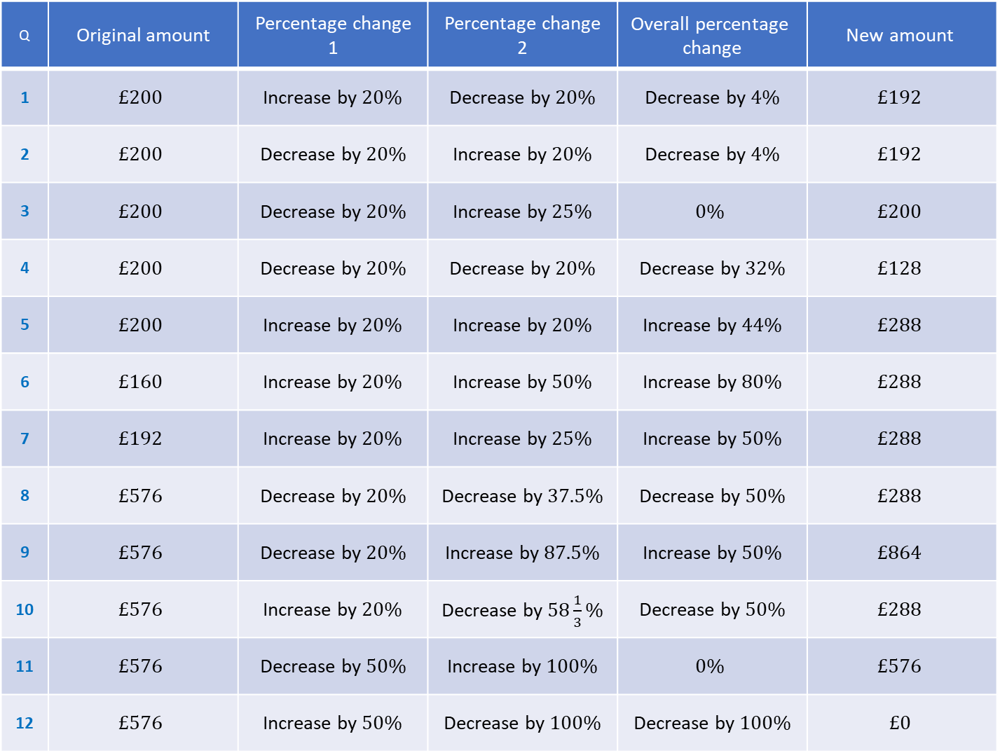 Q Original amount Percentage change 1 Percentage change 2 Overall percentage change New amount
1 £200 Increase by 20% Decrease by 20% Decrease by 4% £192
2 £200 Decrease by 20% Increase by 20% Decrease by 4% £192
3 £200 Decrease by 20% Increase by 25% 0% £200
4 £200 Decrease by 20% Decrease by 20% Decrease by 32% £128
5 £200 Increase by 20% Increase by 20% Increase by 44% £288
6 £160 Increase by 20% Increase by 50% Increase by 80% £288
7 £192 Increase by 20% Increase by 25% Increase by 50% £288
8 £576 Decrease by 20% Decrease by 37.5% Decrease by 50% £288
9 £576 Decrease by 20% Increase by 87.5% Increase by 50% £864
10 £576 Increase by 20% Decrease by 58 1/3 % Decrease by 50% £288
11 £576 Decrease by 50% Increase by 100% 0% £576
12 £576 Increase by 50% Decrease by 100% Decrease by 100% £0